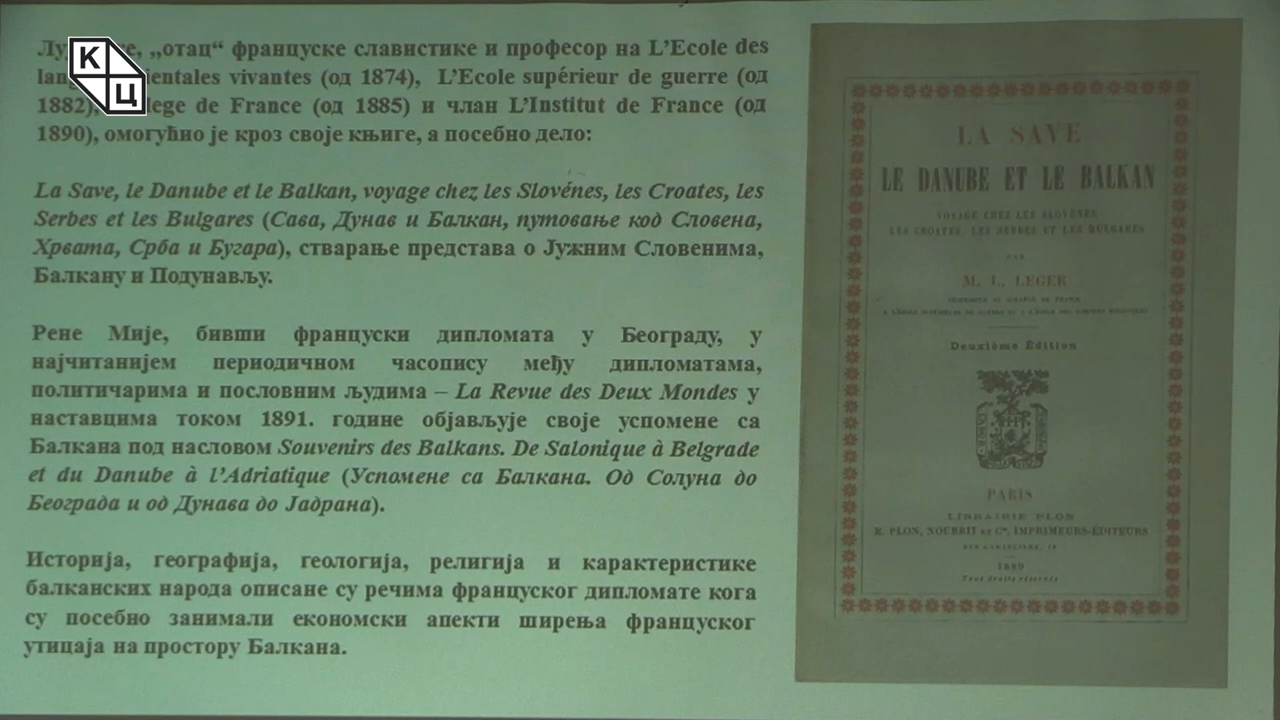 К
Ц
„отац“ француске славистике и професор на L’Ecole des
vivantes (од 1874), L’Ecole supérieur de guerre (од
1882), de France (од 1885) и члан L’Institut de France (од
1890), омогућио је кроз своје књиге, а посебно дело:
La Save, le Danube et le Balkan, voyage chez les Slovénes, les Croates, les
Serbes et les Bulgares (Сава, Дунав и Балкан, путовање код Словена,
Хрвата, Срба и Бугара), стварање представа о Јужним Словенима,
Балкану и Подунављу.
Рене Мије, бивши француски дипломата у Београду, у
најчитанијем периодичном часопису међу дипломатама,
политичарима и пословним људима – La Revue des Deux Mondes у
наставцима током 1891. године објављује своје успомене са
Балкана под насловом Souvenirs des Balkans. De Salonique à Belgrade
et du Danube à l’Adriatique (Успомене са Балкана. Од Солуна до
Београда и од Дунава до Јадрана).
Историја, географија, геологија, религија и карактеристике
балканских народа описане су речима француског дипломате кога
су посебно занимали економски апекти ширења француског
утицаја на простору Балкана.
LA SAVE
LE DANUBE ET LE BALKAN
VOYAGE CHEZ LES SLOVÈNES
LES CROATES, LES SERBES ET LES BULGARES
PAR
M. L. LEGER
Deuxième Édition
PARIS
LIBRAIRIE PLON
E. PLON, NOURRIT ET Cie, IMPRIMEURS-ÉDITEURS
RUE GARANCIÈRE, 10
1889
Tous droits réservés